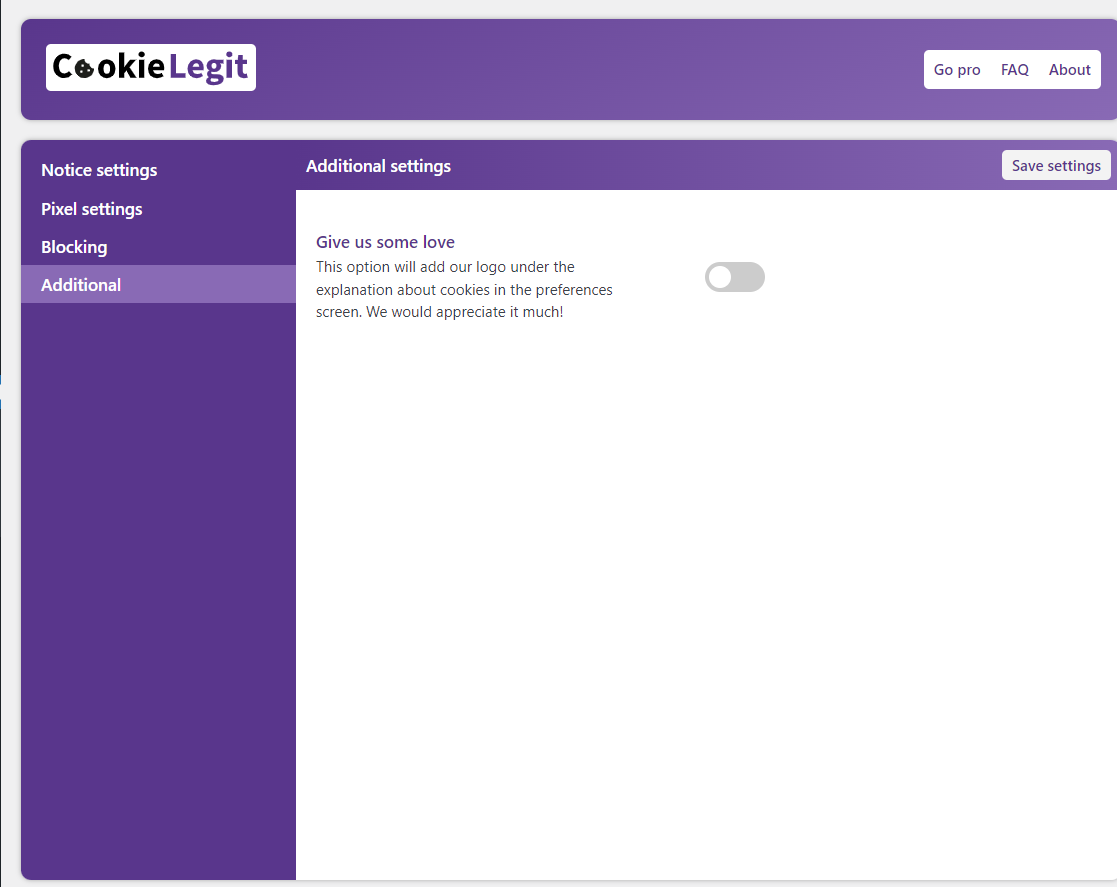 Cookie Legit
Go pro FAQ About
Notice settings
Pixel settings
Blocking
Additional
Additional settings
Save settings
Give us some love
This option will add our logo under the
explanation about cookies in the preferences
screen. We would appreciate it much!